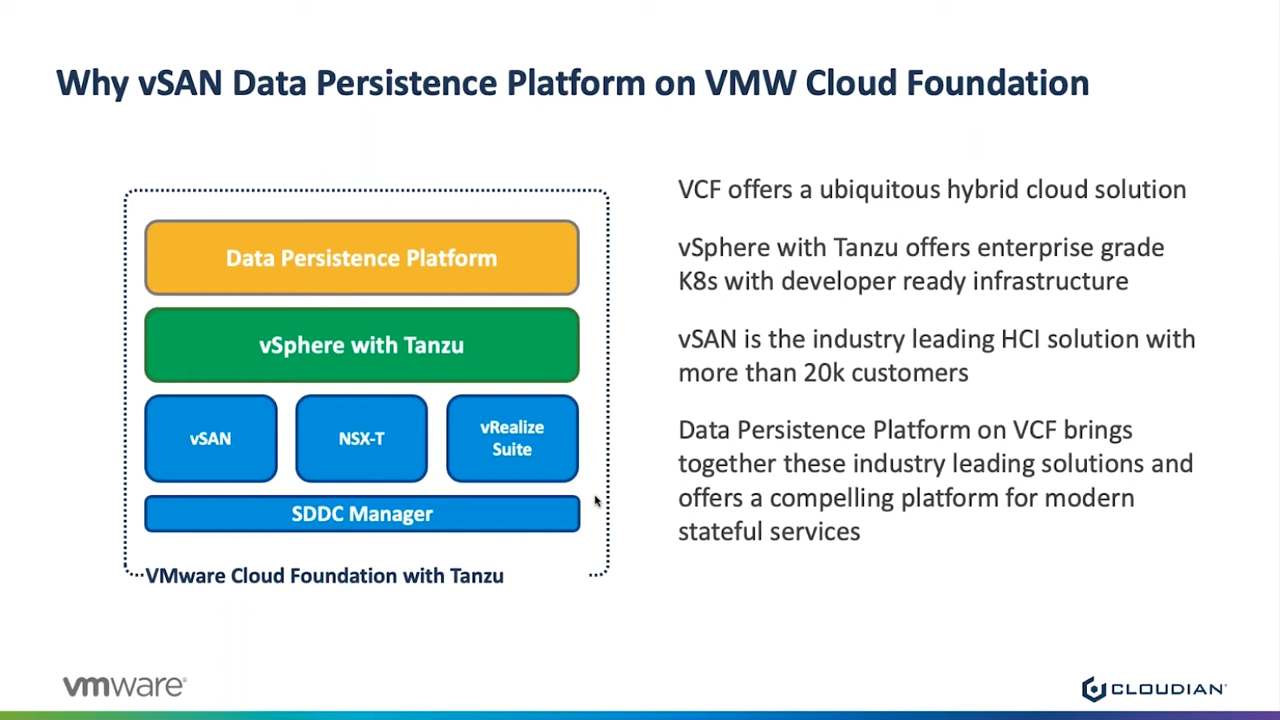 Why vSAN Data Persistence Platform on VMW Cloud Foundation
Data Persistence Platform
vSphere with Tanzu
vSAN
NSX-T
vRealize
Suite
SDDC Manager
VMware Cloud Foundation with Tanzu
VCF offers a ubiquitous hybrid cloud solution
vSphere with Tanzu offers enterprise grade
K8s with developer ready infrastructure
vSAN is the industry leading HCI solution with
more than 20k customers
Data Persistence Platform on VCF brings
together these industry leading solutions and
offers a compelling platform for modern
stateful services
vmware®
CLOUDIAN®